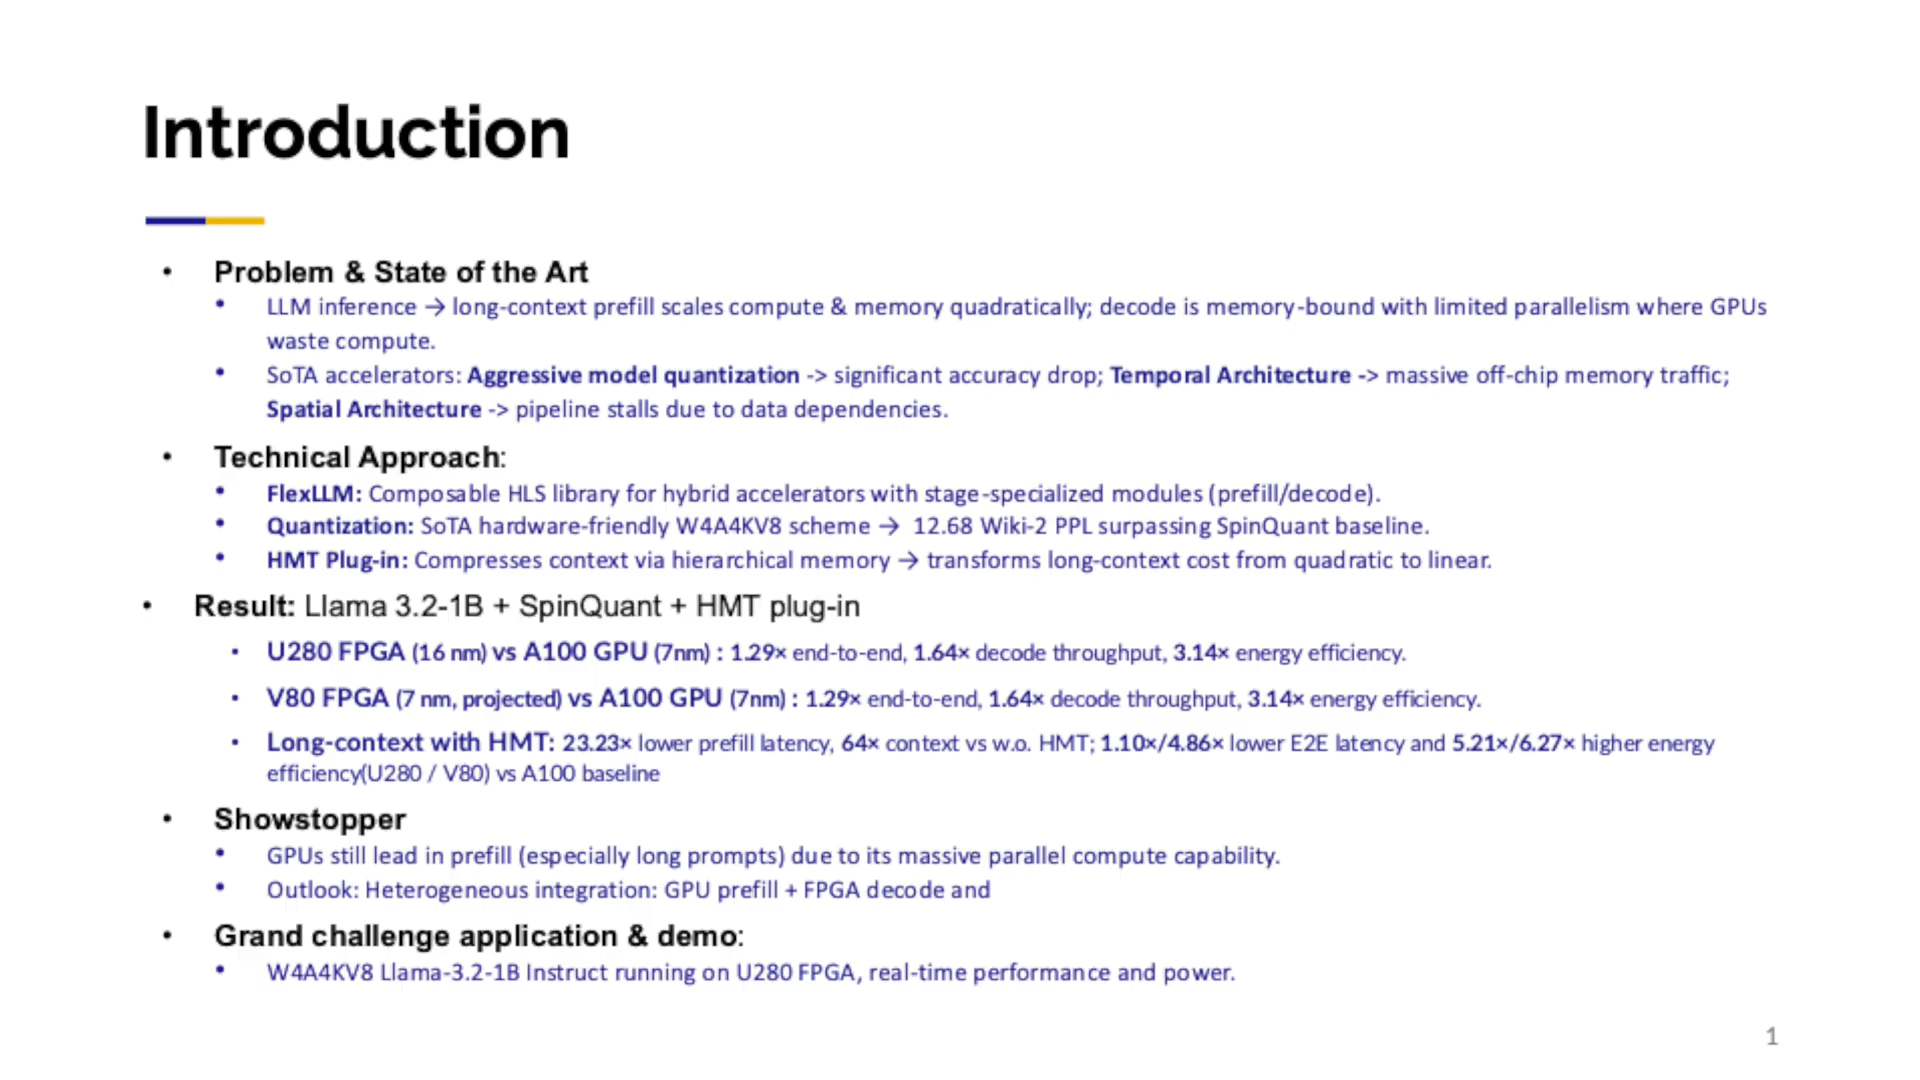 Introduction
• Problem & State of the Art
• LLM inference → long-context prefill scales compute & memory quadratically; decode is memory-bound with limited parallelism where GPUs
waste compute.
• SoTA accelerators: Aggressive model quantization -> significant accuracy drop; Temporal Architecture -> massive off-chip memory traffic;
Spatial Architecture -> pipeline stalls due to data dependencies.
• Technical Approach:
• FlexLLM: Composable HLS library for hybrid accelerators with stage-specialized modules (prefill/decode).
• Quantization: SoTA hardware-friendly W4A4KV8 scheme → 12.68 Wiki-2 PPL surpassing SpinQuant baseline.
• HMT Plug-in: Compresses context via hierarchical memory → transforms long-context cost from quadratic to linear.
• Result: Llama 3.2-1B + SpinQuant + HMT plug-in
• U280 FPGA (16 nm) vs A100 GPU (7nm) : 1.29× end-to-end, 1.64× decode throughput, 3.14× energy efficiency.
• V80 FPGA (7 nm, projected) vs A100 GPU (7nm) : 1.29× end-to-end, 1.64× decode throughput, 3.14× energy efficiency.
• Long-context with HMT: 23.23× lower prefill latency, 64× context vs w.o. HMT; 1.10×/4.86× lower E2E latency and 5.21×/6.27× higher energy
efficiency(U280 / V80) vs A100 baseline
• Showstopper
• GPUs still lead in prefill (especially long prompts) due to its massive parallel compute capability.
• Outlook: Heterogeneous integration: GPU prefill + FPGA decode and
• Grand challenge application & demo:
• W4A4KV8 Llama-3.2-1B Instruct running on U280 FPGA, real-time performance and power.
1